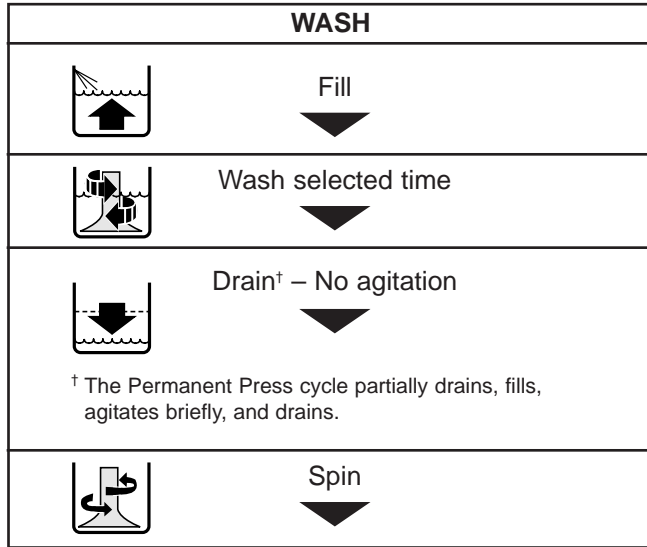 WASH
Fill
Wash selected time
Drain† – No agitation
† The Permanent Press cycle partially drains, fills,
agitates briefly, and drains.
Spin